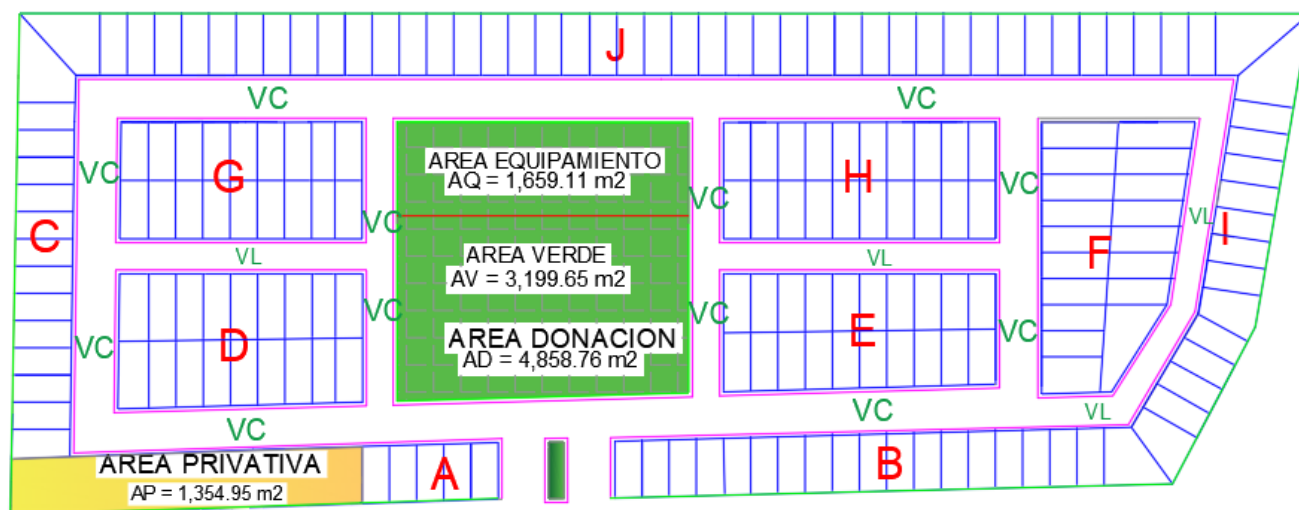 J
VC
VC
AREA EQUIPAMIENTO
AQ = 1,659.11 m2
G
H
VC
VC
VC
VC
VL
I
C
F
VL
AREA VERDE
AV = 3,199.65 m2
VL
VC
VC
AREA DONACION
AD = 4,858.76 m2
D
E
VC
VC
VC
VC
VL
AREA PRIVATIVA
AP = 1,354.95 m2
A
B